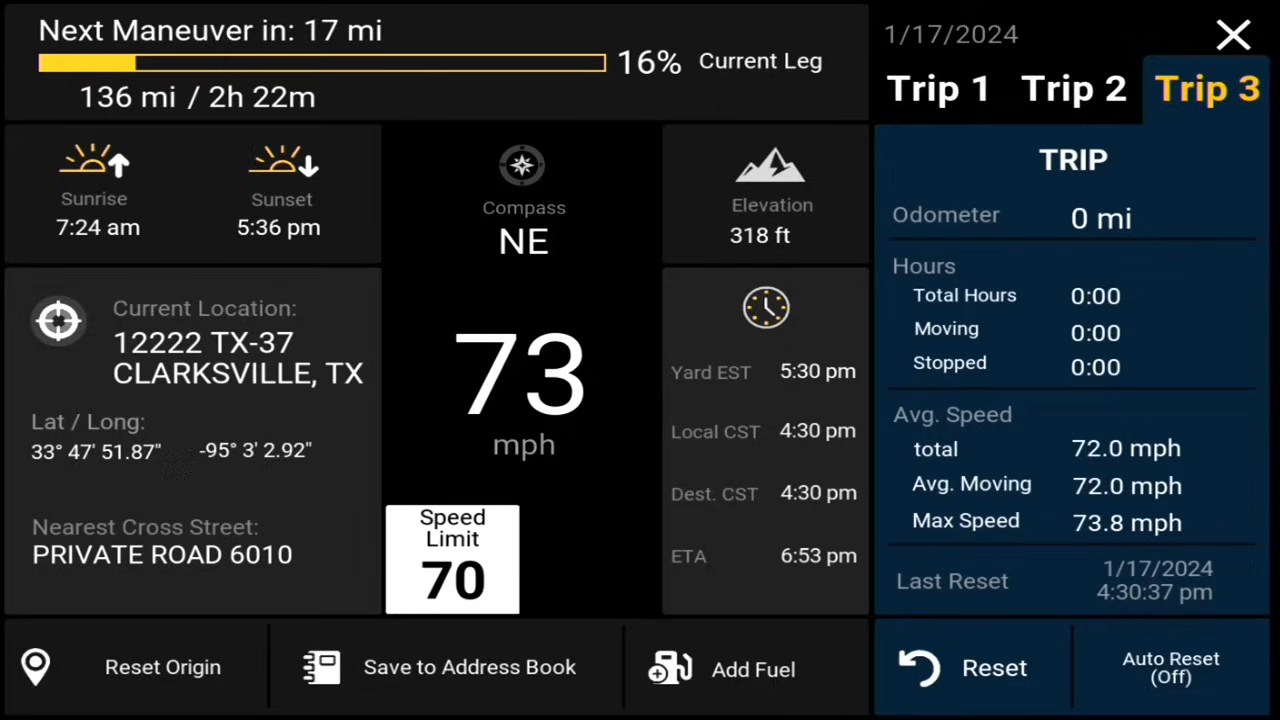 Next Maneuver in: 17 mi
16% Current Leg
136 mi / 2h 22m
1/17/2024
Trip 1 Trip 2 Trip 3
Sunrise
7:24 am
Sunset
5:36 pm
Compass
NE
Elevation
318 ft
Current Location:
12222 TX-37
CLARKSVILLE, TX
Lat / Long:
33° 47' 51.87" -95° 3' 2.92"
Nearest Cross Street:
PRIVATE ROAD 6010
73
mph
Speed
Limit
70
Yard EST 5:30 pm
Local CST 4:30 pm
Dest. CST 4:30 pm
ETA 6:53 pm
TRIP
Odometer 0 mi
Hours
Total Hours 0:00
Moving 0:00
Stopped 0:00
Avg. Speed
total 72.0 mph
Avg. Moving 72.0 mph
Max Speed 73.8 mph
Last Reset 1/17/2024
4:30:37 pm
Reset Origin
Save to Address Book
Add Fuel
Reset
Auto Reset
(Off)